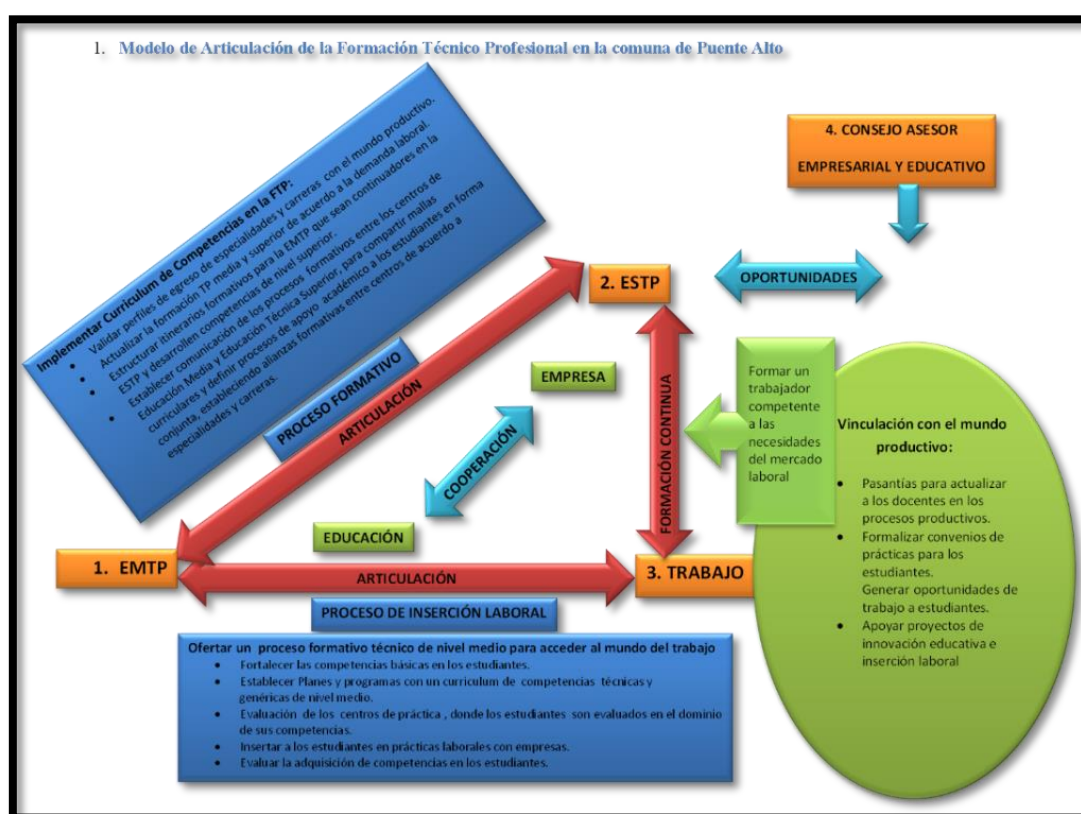 1. Modelo de Articulación de la Formación Técnico Profesional en la comuna de Puente Alto
4. CONSEJO ASESOR
EMPRESARIAL Y EDUCATIVO
Implementar Curriculum de Competencias en la FTP:
• Validar perfiles de egreso de especialidades y carreras con el mundo productivo.
• Actualizar la formación TP media y superior de acuerdo a la demanda laboral.
• Estructurar itinerarios formativos para la EMTP que sean continuadores en la
ESTP y desarrollen competencias de nivel superior.
• Establecer comunicación de los procesos formativos entre los centros de
Educación Media y Educación Técnica Superior, para compartir mallas
curriculares y definir procesos de apoyo académico a los estudiantes en forma
conjunta, estableciendo alianzas formativas entre centros de acuerdo a
especialidades y carreras.
2. ESTP
OPORTUNIDADES
PROCESO FORMATIVO
ARTICULACIÓN
EMPRESA
COOPERACIÓN
EDUCACIÓN
FORMACIÓN CONTINUA
Formar un
trabajador
competente
a las
necesidades
del mercado
laboral
Vinculación con el mundo
productivo:
• Pasantías para actualizar
a los docentes en los
procesos productivos.
• Formalizar convenios de
prácticas para los
estudiantes.
Generar oportunidades de
trabajo a estudiantes.
• Apoyar proyectos de
innovación educativa e
inserción laboral
1. EMTP
ARTICULACIÓN
3. TRABAJO
PROCESO DE INSERCIÓN LABORAL
Ofertar un proceso formativo técnico de nivel medio para acceder al mundo del trabajo
• Fortalecer las competencias básicas en los estudiantes.
• Establecer Planes y programas con un curriculum de competencias técnicas y
genéricas de nivel medio.
• Evaluación de los centros de práctica , donde los estudiantes son evaluados en el dominio
de sus competencias.
• Insertar a los estudiantes en prácticas laborales con empresas.
• Evaluar la adquisición de competencias en los estudiantes.